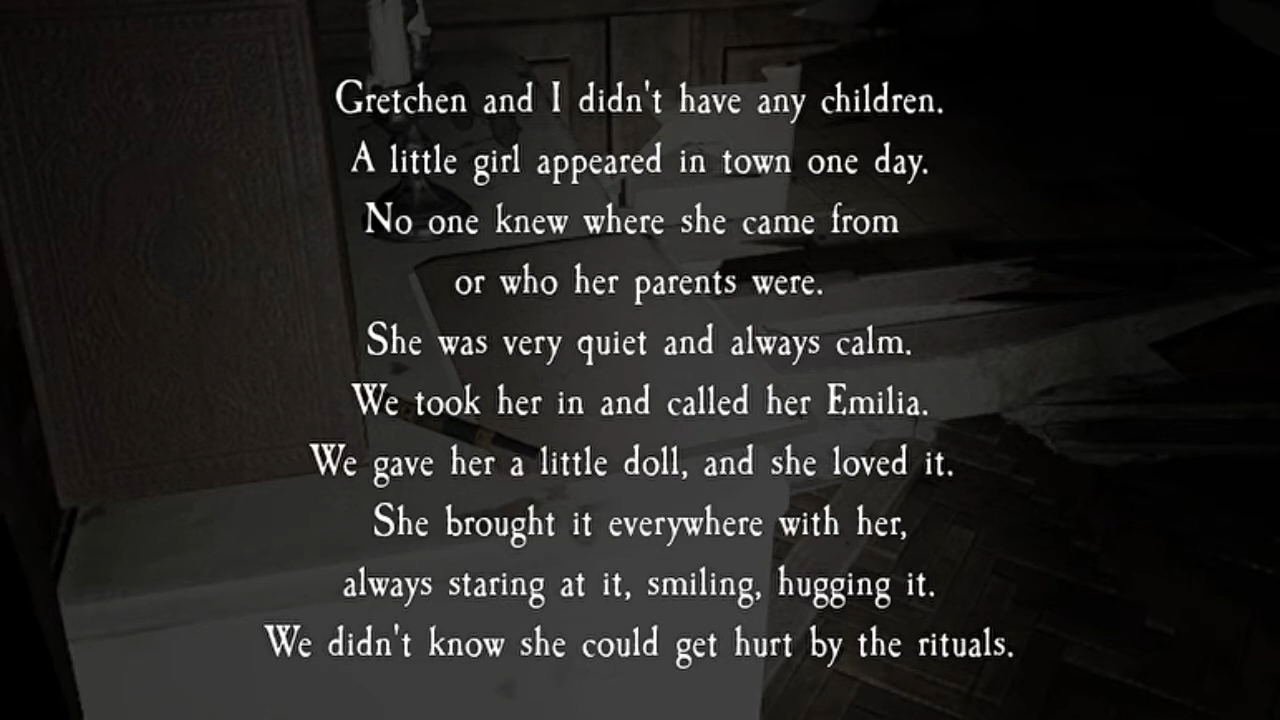 Gretchen and I didn't have any children.
A little girl appeared in town one day.
No one knew where she came from
or who her parents were.
She was very quiet and always calm.
We took her in and called her Emilia.
We gave her a little doll, and she loved it.
She brought it everywhere with her,
always staring at it, smiling, hugging it.
We didn't know she could get hurt by the rituals.